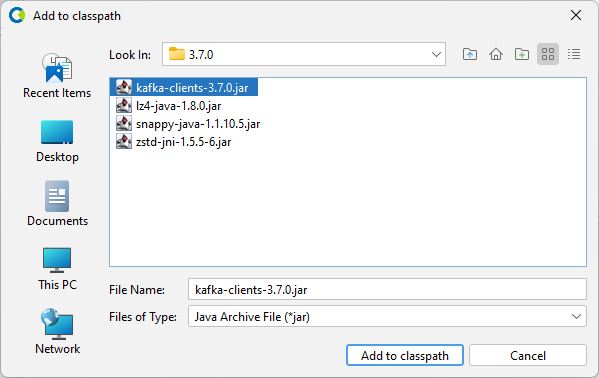 Add to classpath
Look In:
3.7.0
Recent Items
Desktop
Documents
This PC
Network
kafka-clients-3.7.0.jar
lz4-java-1.8.0.jar
snappy-java-1.1.10.5.jar
zstd-jni-1.5.5-6.jar
File Name:
kafka-clients-3.7.0.jar
Files of Type:
Java Archive File (*jar)
Add to classpath
Cancel